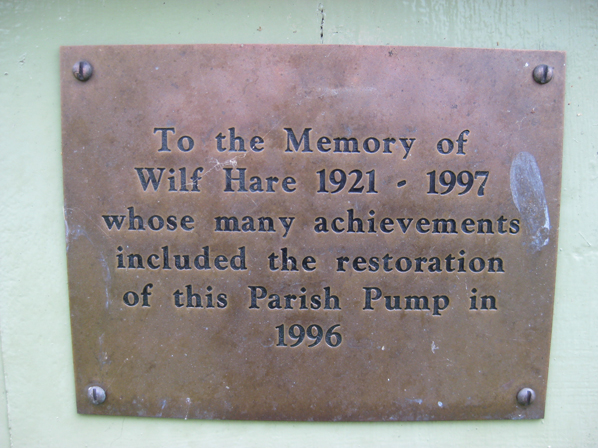 To the Memory of
Wilf Hare 1921 - 1997
whose many achievements
included the restoration
of this Parish Pump in
1996